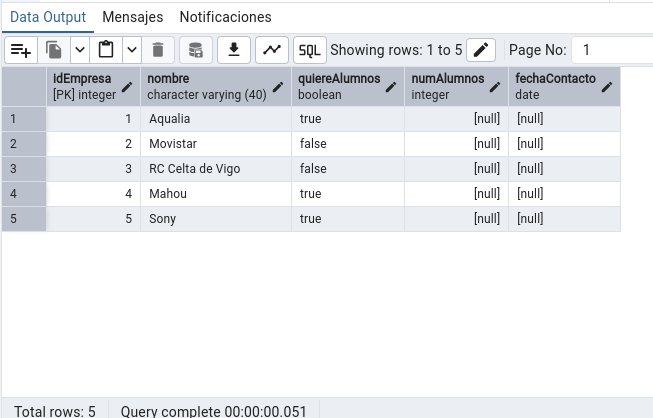 Data Output Mensajes Notificaciones
SQL Showing rows: 1 to 5 Page No: 1
idEmpresa nombre quiereAlumnos numAlumnos fechaContacto
[PK] integer character varying (40) boolean integer date
1 1 Aqualia true [null] [null]
2 2 Movistar false [null] [null]
3 3 RC Celta de Vigo false [null] [null]
4 4 Mahou true [null] [null]
5 5 Sony true [null] [null]
Total rows: 5 Query complete 00:00:00.051